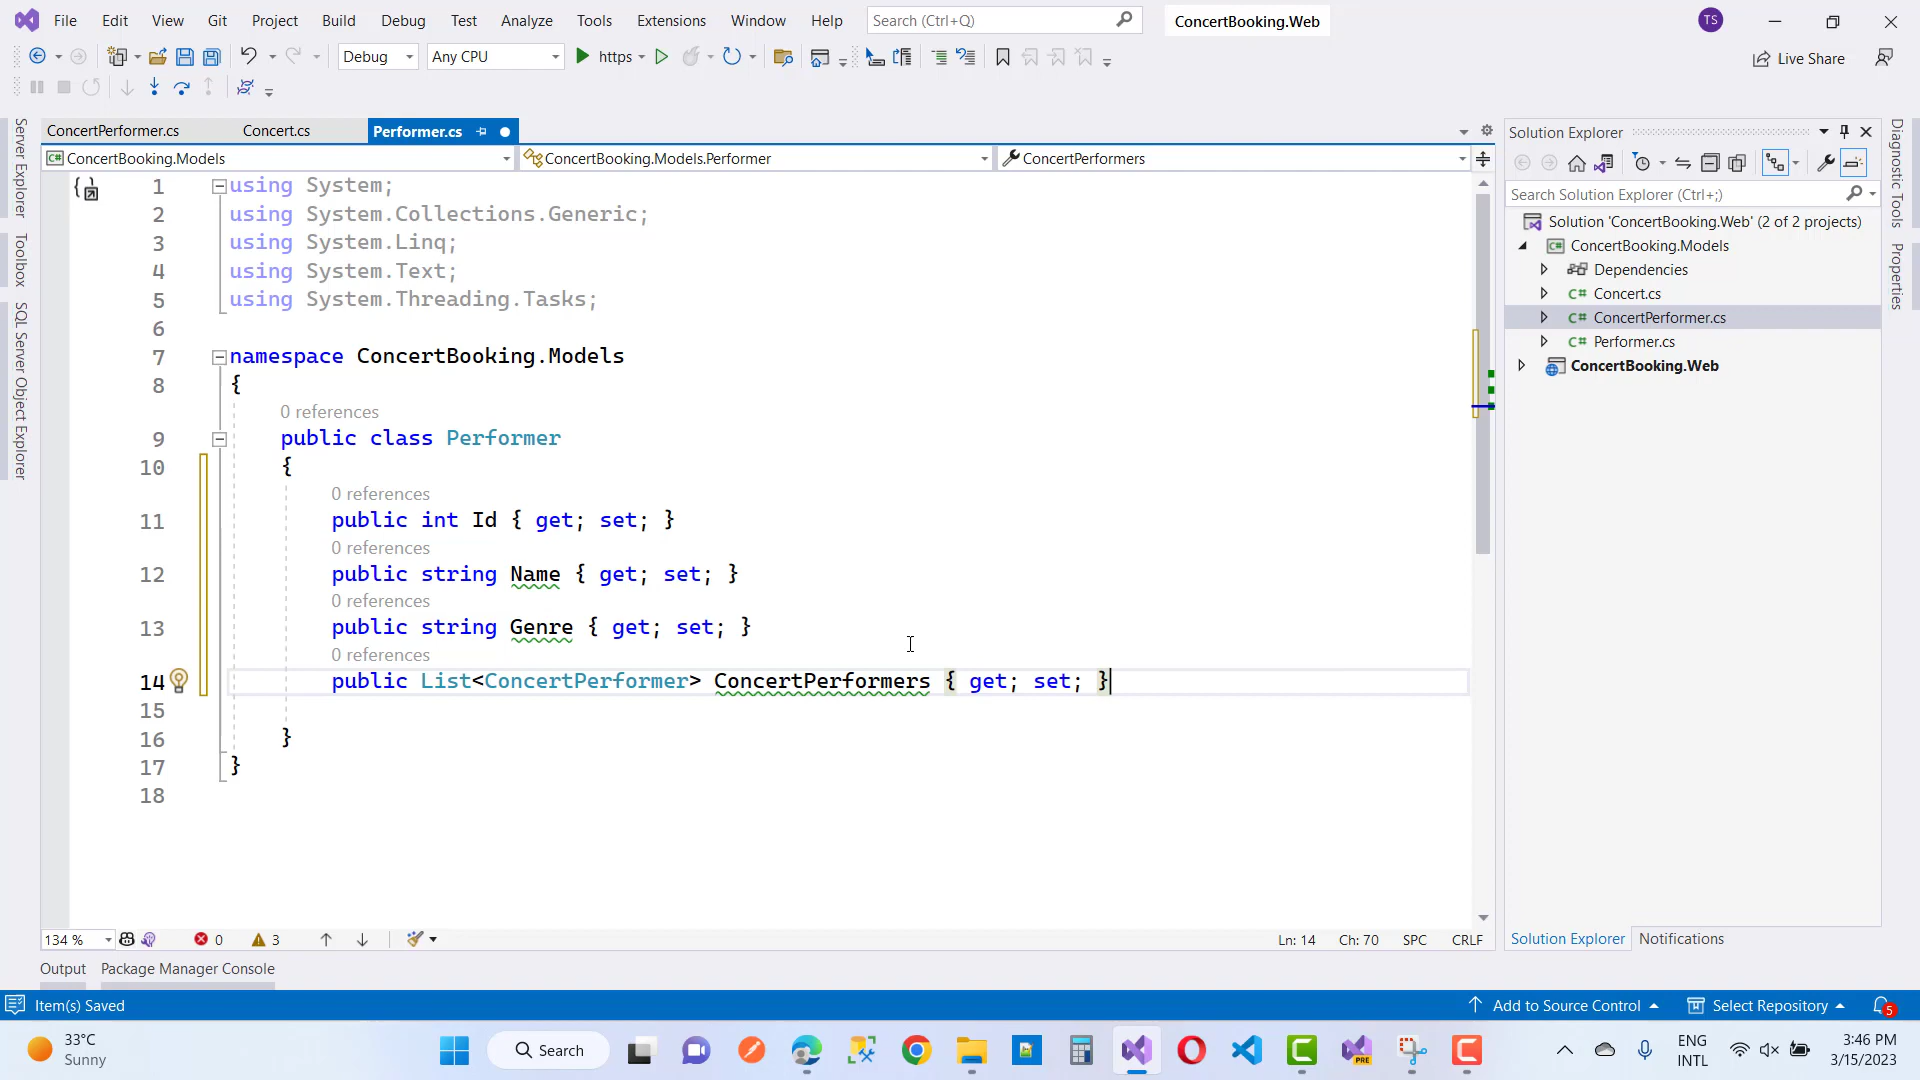 File Edit View Git Project Build Debug Test Analyze Tools Extensions Window Help Search (Ctrl+Q) ConcertBooking.Web TS
Debug Any CPU https Live Share
ConcertPerformer.cs Concert.cs Performer.cs
ConcertBooking.Models ConcertBooking.Models.Performer ConcertPerformers
Server Explorer
Toolbox
SQL Server Object Explorer
1 using System;
2 using System.Collections.Generic;
3 using System.Linq;
4 using System.Text;
5 using System.Threading.Tasks;
6
7 namespace ConcertBooking.Models
8 {
0 references
9 public class Performer
10 {
0 references
11 public int Id { get; set; }
0 references
12 public string Name { get; set; }
0 references
13 public string Genre { get; set; }
0 references
14 public List<ConcertPerformer> ConcertPerformers { get; set; }
15
16 }
17 }
18
134 % 0 3 Ln: 14 Ch: 70 SPC CRLF
Solution Explorer
Search Solution Explorer (Ctrl+;)
Solution 'ConcertBooking.Web' (2 of 2 projects)
ConcertBooking.Models
Dependencies
C# Concert.cs
C# ConcertPerformer.cs
C# Performer.cs
ConcertBooking.Web
Solution Explorer Notifications
Diagnostic Tools
Properties
Output Package Manager Console
Item(s) Saved Add to Source Control Select Repository 5
33°C
Sunny
Search
PRE
ENG
INTL
3:46 PM
3/15/2023